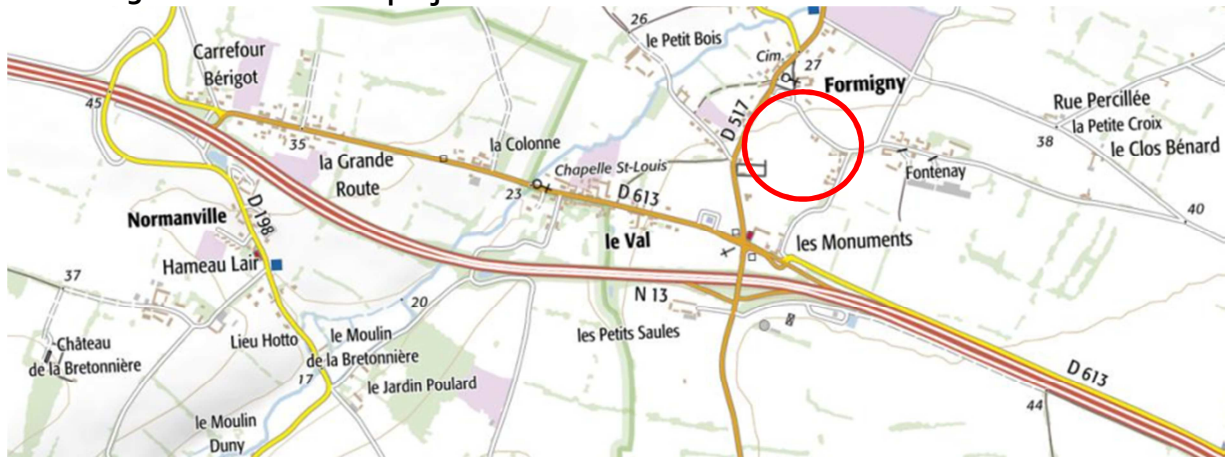 26
le Petit Bois
Carrefour
Bérigot
Cim.
27
Formigny
45
D 517
Rue Percillée
35
la Colonne
38
la Petite Croix
la Grande
Route
Chapelle St-Louis
le Clos Bénard
23
D 613
Fontenay
Normanville
D 198
40
le Val
les Monuments
Hameau Lair
37
N 13
20
Lieu Hotto
le Moulin
de la Bretonnière
les Petits Saules
Château
de la Bretonnière
17
le Jardin Poulard
D 613
44
le Moulin
Duny